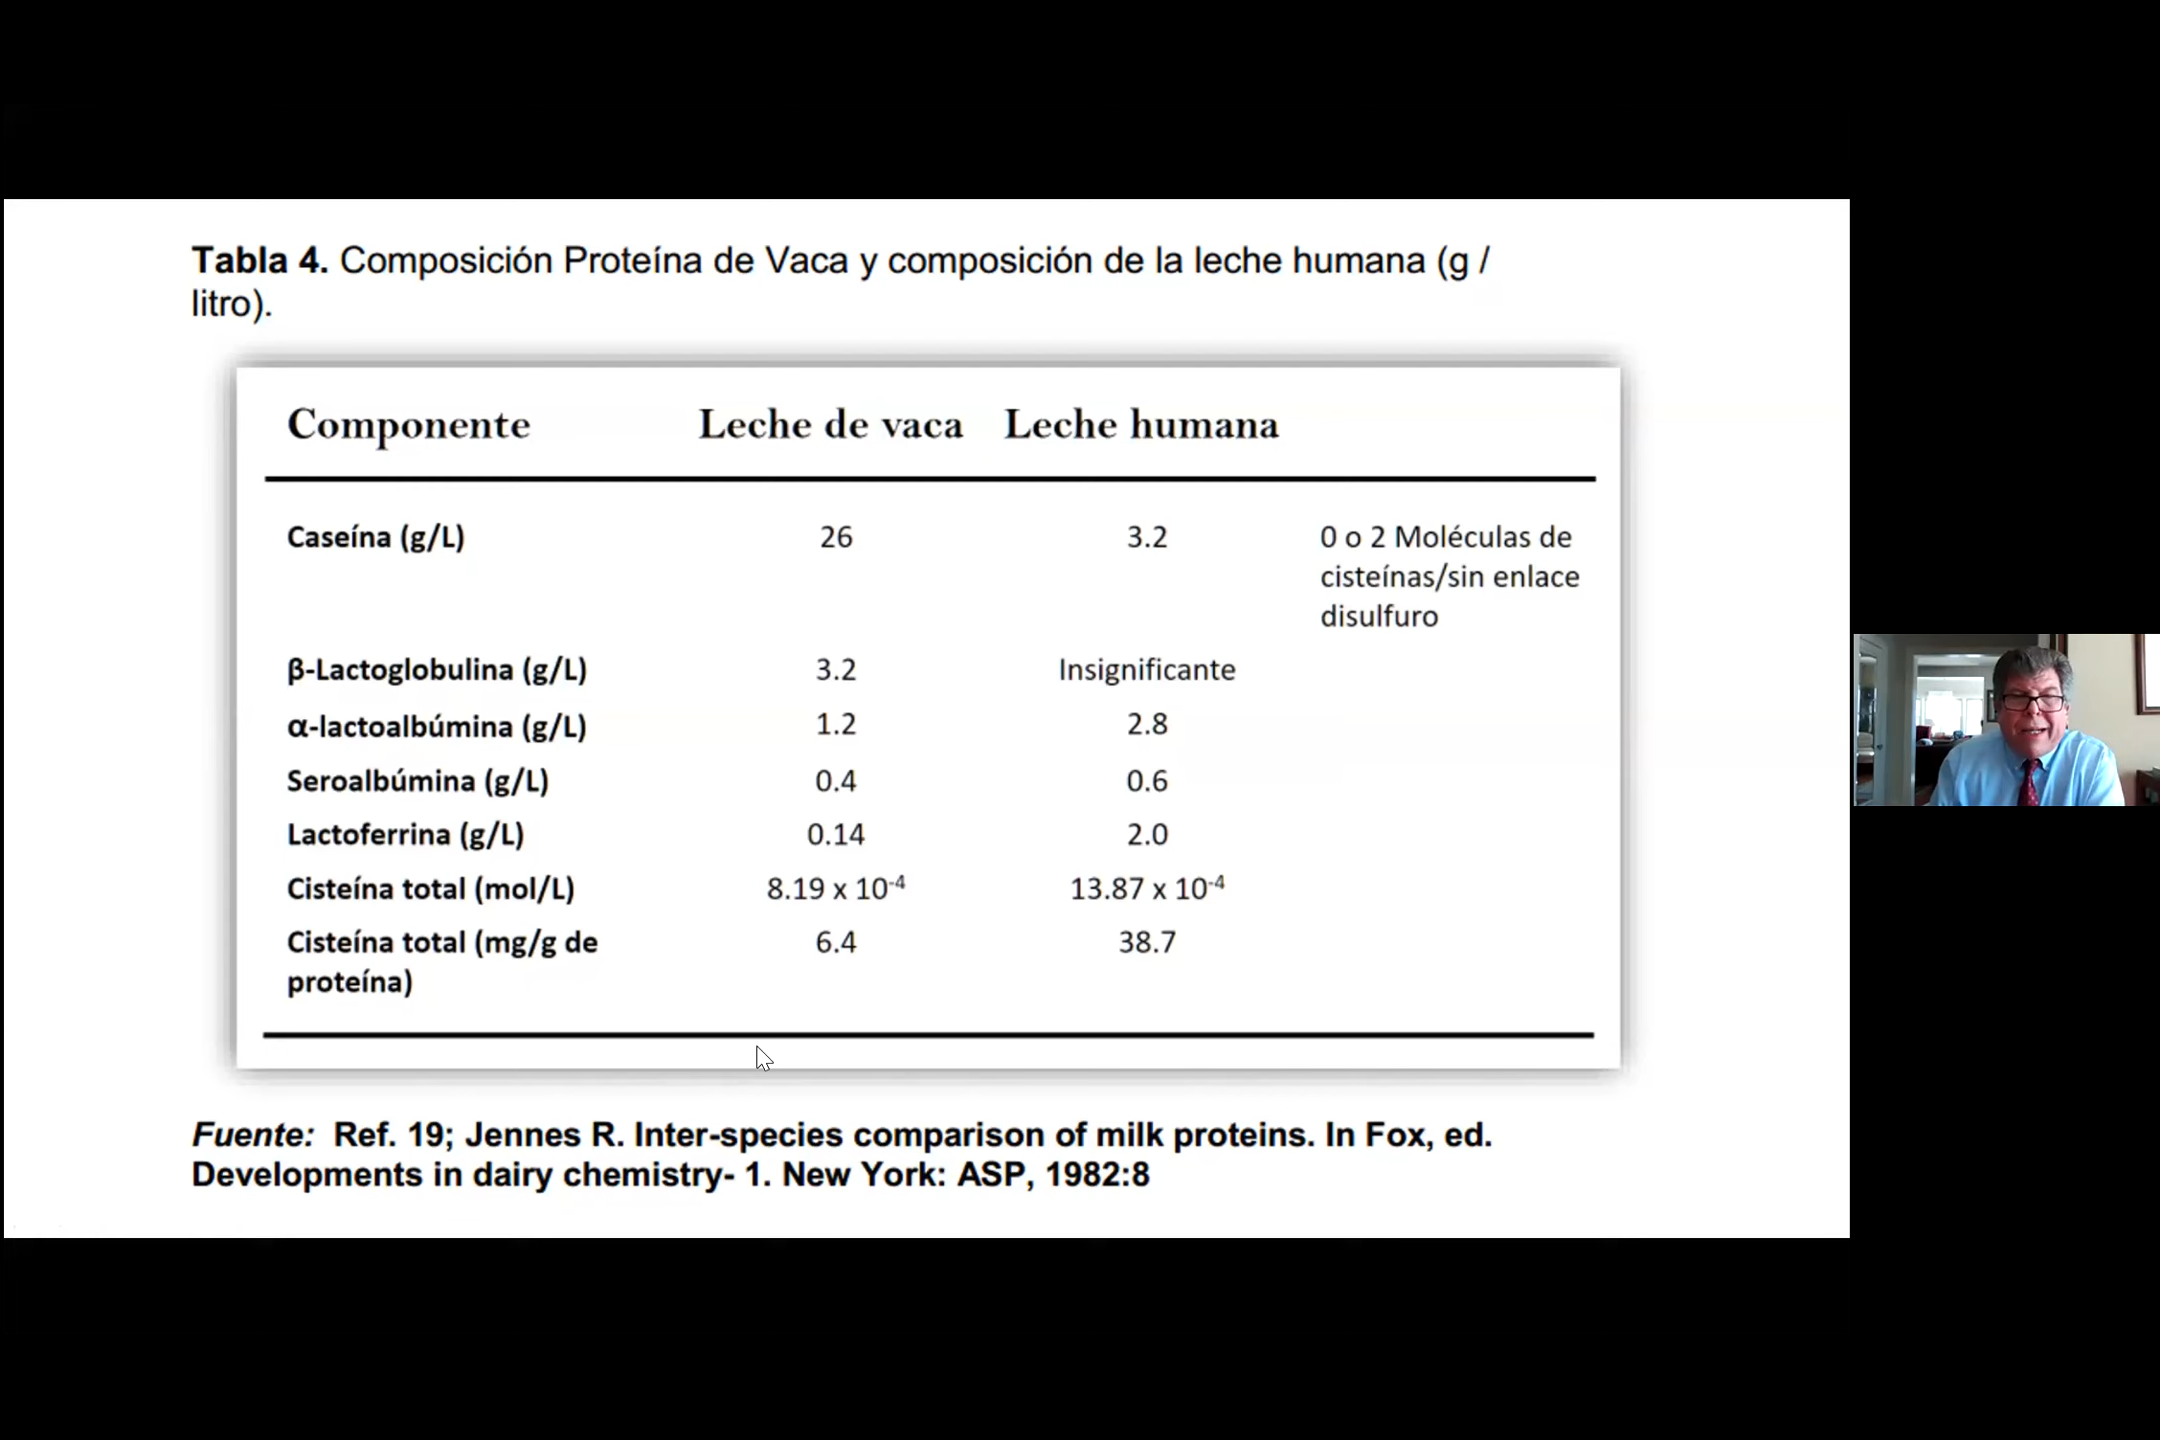 Tabla 4. Composición Proteína de Vaca y composición de la leche humana (g /
litro).
Componente Leche de vaca Leche humana
Caseína (g/L) 26 3.2 0 o 2 Moléculas de
cisteínas/sin enlace
disulfuro
β-Lactoglobulina (g/L) 3.2 Insignificante
α-lactoalbúmina (g/L) 1.2 2.8
Seroalbúmina (g/L) 0.4 0.6
Lactoferrina (g/L) 0.14 2.0
Cisteína total (mol/L) 8.19 x 10⁻⁴ 13.87 x 10⁻⁴
Cisteína total (mg/g de 6.4 38.7
proteína)
Fuente: Ref. 19; Jennes R. Inter-species comparison of milk proteins. In Fox, ed.
Developments in dairy chemistry- 1. New York: ASP, 1982:8